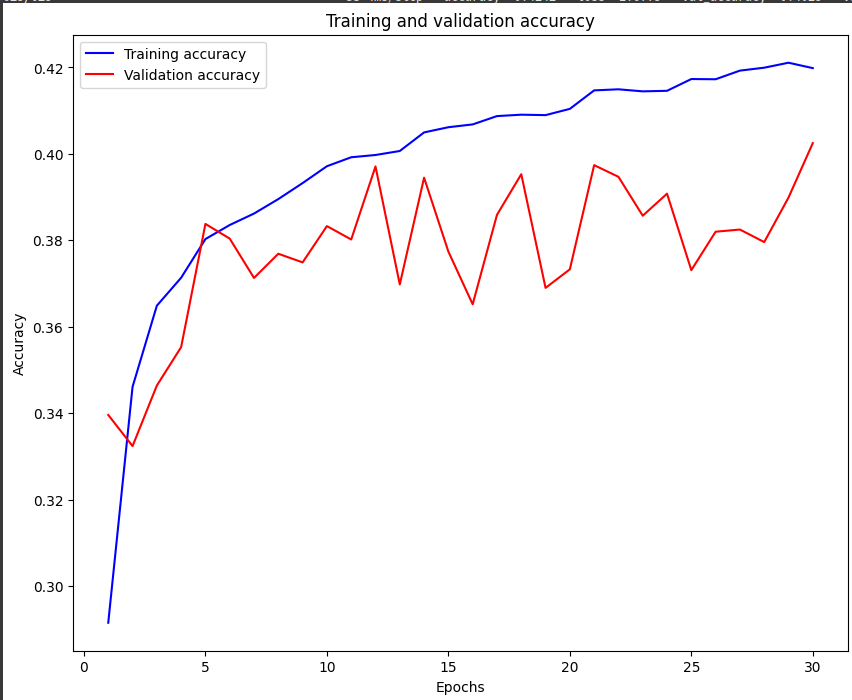 Training and validation accuracy
Training accuracy
Validation accuracy
0.42
0.40
0.38
0.36
0.34
0.32
0.30
Accuracy
0 5 10 15 20 25 30
Epochs